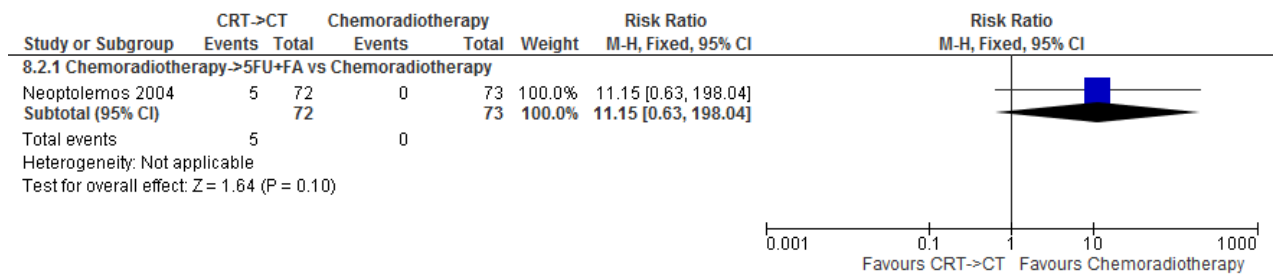 CRT->CT Chemoradiotherapy Risk Ratio Risk Ratio
Study or Subgroup Events Total Events Total Weight M-H, Fixed, 95% CI M-H, Fixed, 95% CI
8.2.1 Chemoradiotherapy->5FU+FA vs Chemoradiotherapy
Neoptolemos 2004 5 72 0 73 100.0% 11.15 [0.63, 198.04]
Subtotal (95% CI) 72 73 100.0% 11.15 [0.63, 198.04]
Total events 5 0
Heterogeneity: Not applicable
Test for overall effect: Z = 1.64 (P = 0.10)
0.001 0.1 1 10 1000
Favours CRT->CT Favours Chemoradiotherapy